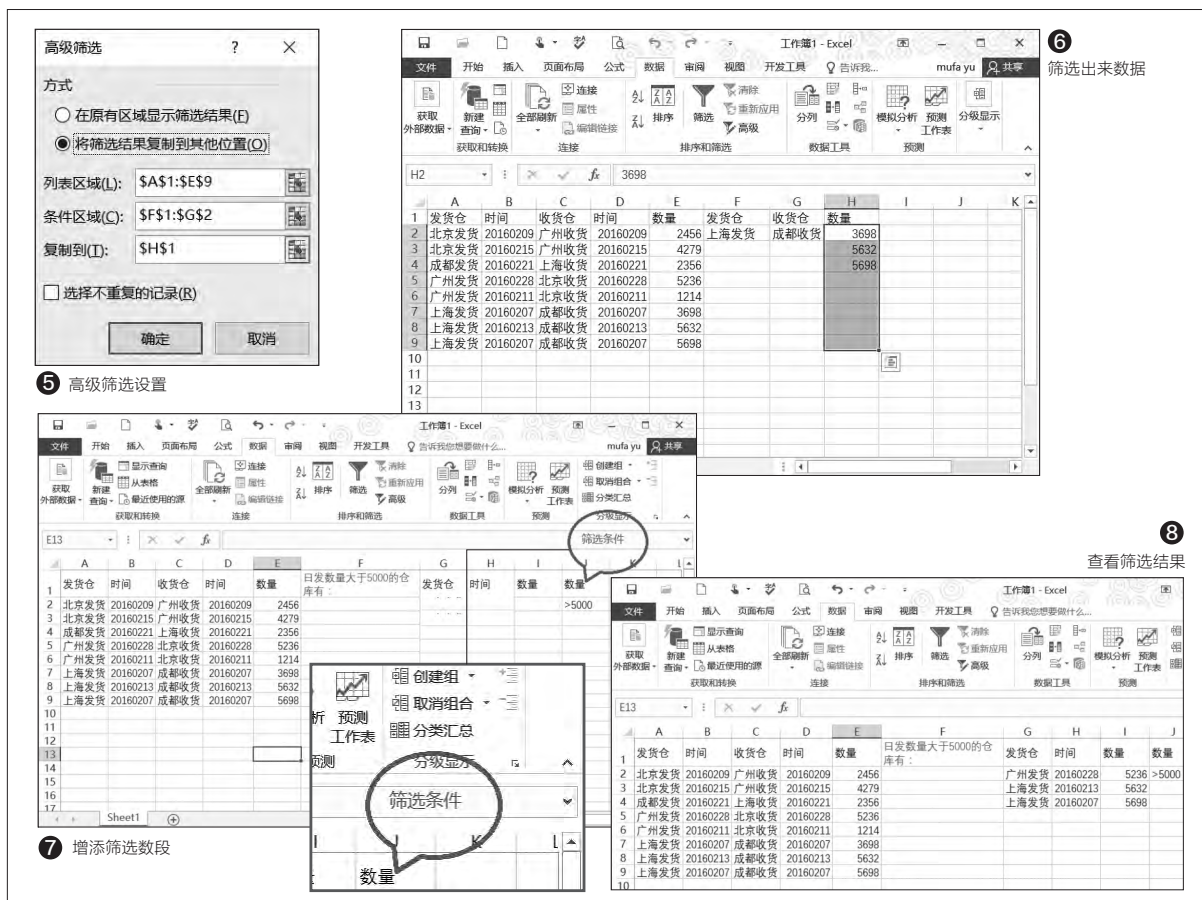 高级筛选 ? ×
方式
在原有区域显示筛选结果(F)
将筛选结果复制到其他位置(O)
列表区域(L): $A$1:$E$9
条件区域(C): $F$1:$G$2
复制到(T): $H$1
选择不重复的记录(R)
确定 取消
❺ 高级筛选设置
工作簿1 - Excel
文件 开始 插入 页面布局 公式 数据 审阅 视图 开发工具 告诉我... mufa yu 共享
获取外部数据 新建查询 全部刷新 连接 属性 编辑链接 排序 筛选 清除 重新应用 高级 分列 模拟分析 预测工作表 分级显示
获取和转换 连接 排序和筛选 数据工具 预测
H2 fx 3698
A B C D E F G H I J K
1 发货仓 时间 收货仓 时间 数量 发货仓 收货仓 数量
2 北京发货 20160209 广州收货 20160209 2456 上海发货 成都收货 3698
3 北京发货 20160215 广州收货 20160215 4279 5632
4 成都发货 20160221 上海收货 20160221 2356 5698
5 广州发货 20160228 北京收货 20160228 5236
6 广州发货 20160211 北京收货 20160211 1214
7 上海发货 20160207 成都收货 20160207 3698
8 上海发货 20160213 成都收货 20160213 5632
9 上海发货 20160207 成都收货 20160207 5698
10
11
12
13
❻
筛选出来数据
工作簿1 - Excel
文件 开始 插入 页面布局 公式 数据 审阅 视图 开发工具 告诉我您想要做什么... mufa yu 共享
获取外部数据 新建查询 显示查询 从表格 最近使用的源 全部刷新 连接 属性 编辑链接 排序 筛选 清除 重新应用 高级 分列 模拟分析 预测工作表 创建组 取消组合 分类汇总
获取和转换 连接 排序和筛选 数据工具 预测 分级显示
E13 fx
筛选条件
A B C D E F G H I J K L
1 发货仓 时间 收货仓 时间 数量 日发数量大于5000的仓库有: 发货仓 时间 数量 数量
2 北京发货 20160209 广州收货 20160209 2456 >5000
3 北京发货 20160215 广州收货 20160215 4279
4 成都发货 20160221 上海收货 20160221 2356
5 广州发货 20160228 北京收货 20160228 5236
6 广州发货 20160211 北京收货 20160211 1214
7 上海发货 20160207 成都收货 20160207 3698
8 上海发货 20160213 成都收货 20160213 5632
9 上海发货 20160207 成都收货 20160207 5698
10
11
12
13
14
15
16
17
Sheet1
❼ 增添筛选数段
创建组
析 预测工作表 取消组合
分类汇总
预测 分级显示
筛选条件
I J K L
数量
❽
查看筛选结果
工作簿1 - Excel
文件 开始 插入 页面布局 公式 数据 审阅 视图 开发工具 告诉我您想要做什么...
获取外部数据 新建查询 显示查询 从表格 最近使用的源 全部刷新 连接 属性 编辑链接 排序 筛选 清除 重新应用 高级 分列 模拟分析 预测工作表
获取和转换 连接 排序和筛选 数据工具 预测
E13 fx
A B C D E F G H I J
1 发货仓 时间 收货仓 时间 数量 日发数量大于5000的仓库有: 发货仓 时间 数量 数量
2 北京发货 20160209 广州收货 20160209 2456 广州发货 20160228 5236 >5000
3 北京发货 20160215 广州收货 20160215 4279 上海发货 20160213 5632
4 成都发货 20160221 上海收货 20160221 2356 上海发货 20160207 5698
5 广州发货 20160228 北京收货 20160228 5236
6 广州发货 20160211 北京收货 20160211 1214
7 上海发货 20160207 成都收货 20160207 3698
8 上海发货 20160213 成都收货 20160213 5632
9 上海发货 20160207 成都收货 20160207 5698
10